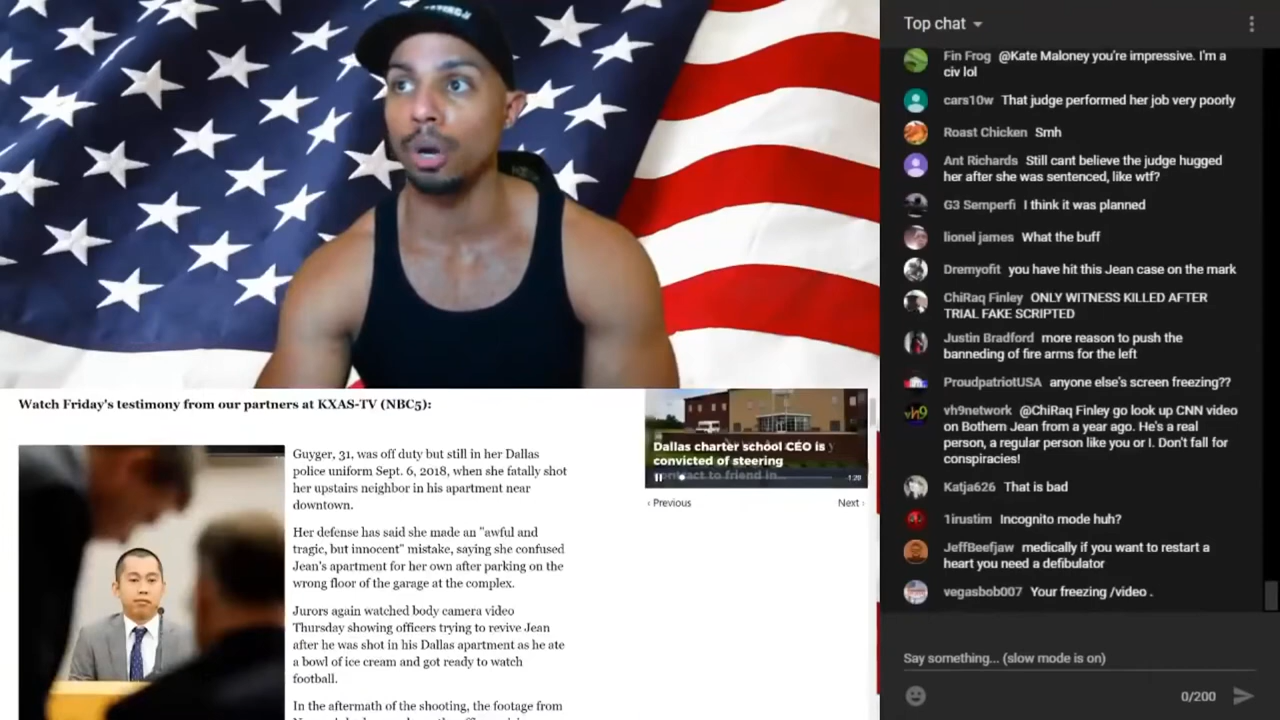 Watch Friday's testimony from our partners at KXAS-TV (NBC5):
Guyger, 31, was off duty but still in her Dallas
police uniform Sept. 6, 2018, when she fatally shot
her upstairs neighbor in his apartment near
downtown.
Her defense has said she made an "awful and
tragic, but innocent" mistake, saying she confused
Jean's apartment for her own after parking on the
wrong floor of the garage at the complex.
Jurors again watched body camera video
Thursday showing officers trying to revive Jean
after he was shot in his Dallas apartment as he ate
a bowl of ice cream and got ready to watch
football.
In the aftermath of the shooting, the footage from
Dallas charter school CEO is
convicted of steering
contract to friend in...
-1:28
‹ Previous
Next ›
Top chat
Fin Frog @Kate Maloney you're impressive. I'm a
civ lol
cars10w That judge performed her job very poorly
Roast Chicken Smh
Ant Richards Still cant believe the judge hugged
her after she was sentenced, like wtf?
G3 Semperfi I think it was planned
lionel james What the buff
Dremyofit you have hit this Jean case on the mark
ChiRaq Finley ONLY WITNESS KILLED AFTER
TRIAL FAKE SCRIPTED
Justin Bradford more reason to push the
banneding of fire arms for the left
ProudpatriotUSA anyone else's screen freezing??
vh9network @ChiRaq Finley go look up CNN video
on Bothem Jean from a year ago. He's a real
person, a regular person like you or I. Don't fall for
conspiracies!
Katja626 That is bad
1irustim Incognito mode huh?
JeffBeefjaw medically if you want to restart a
heart you need a defibulator
vegasbob007 Your freezing /video .
Say something... (slow mode is on)
0/200